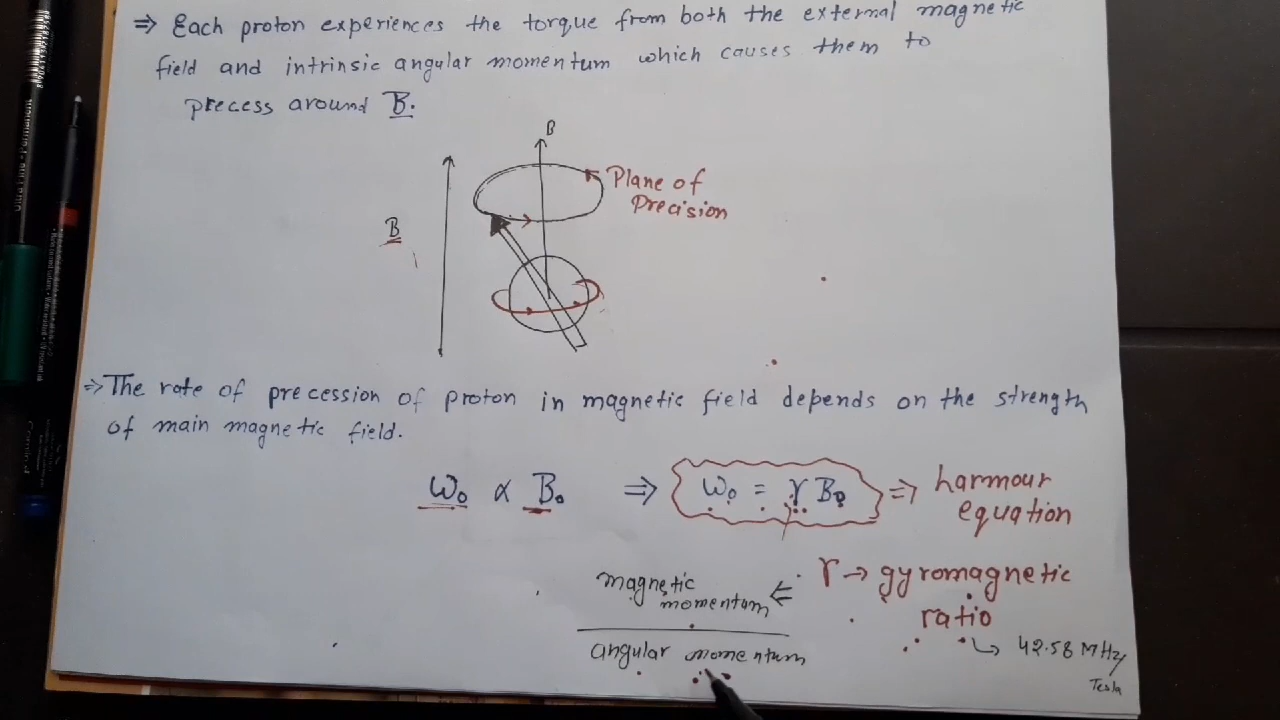 ⇒ Each proton experiences the torque from both the external magnetic
field and intrinsic angular momentum which causes them to
precess around B.
B
Plane of
Precision
B
⇒ The rate of precession of proton in magnetic field depends on the strength
of main magnetic field.
ω₀ ∝ B₀ ⇒ ω₀ = γ B₀ ⇒ harmour
equation
γ → gyromagnetic
ratio
↳ 42.58 MHz/
Tesla
magnetic
momentum ⇐
angular momentum